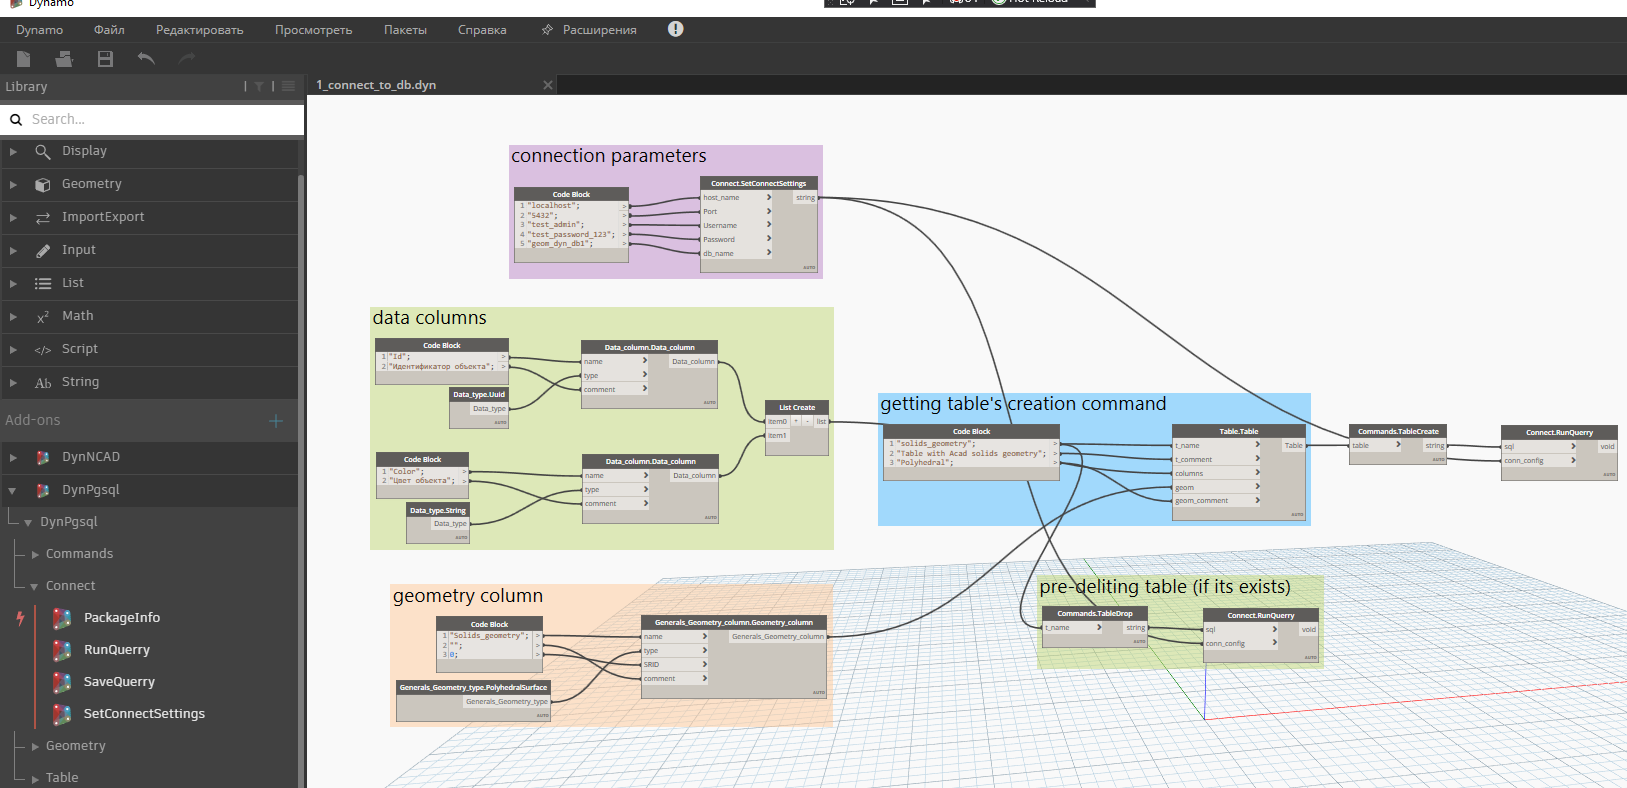 Dynamo
Hot Reload
Dynamo Файл Редактировать Просмотреть Пакеты Справка Расширения
Library
1_connect_to_db.dyn
Search...
Display
Geometry
ImportExport
Input
List
Math
Script
String
Add-ons
DynNCAD
DynPgsql
DynPgsql
Commands
Connect
PackageInfo
RunQuerry
SaveQuerry
SetConnectSettings
Geometry
Table
connection parameters
Code Block
1 "localhost";
2 "5432";
3 "test_admin";
4 "test_password_123";
5 "geom_dyn_db1";
Connect.SetConnectSettings
host_name string
Port
Username
Password
db_name
AUTO
data columns
Code Block
1 "Id";
2 "Идентификатор объекта";
Data_type.Uuid
Data_type
AUTO
Data_column.Data_column
name Data_column
type
comment
AUTO
Code Block
1 "Color";
2 "Цвет объекта";
Data_type.String
Data_type
AUTO
Data_column.Data_column
name Data_column
type
comment
AUTO
List Create
item0 + - list
item1
AUTO
geometry column
Code Block
1 "Solids_geometry";
2 "";
3 0;
Generals_Geometry_type.PolyhedralSurface
Generals_Geometry_type
AUTO
Generals_Geometry_column.Geometry_column
name Generals_Geometry_column
type
SRID
comment
AUTO
getting table's creation command
Code Block
1 "solids_geometry";
2 "Table with Acad solids geometry";
3 "Polyhedral";
Table.Table
t_name Table
t_comment
columns
geom
geom_comment
AUTO
Commands.TableCreate
table string
AUTO
Connect.RunQuerry
sql void
conn_config
AUTO
pre-deliting table (if its exists)
Commands.TableDrop
t_name string
AUTO
Connect.RunQuerry
sql void
conn_config
AUTO